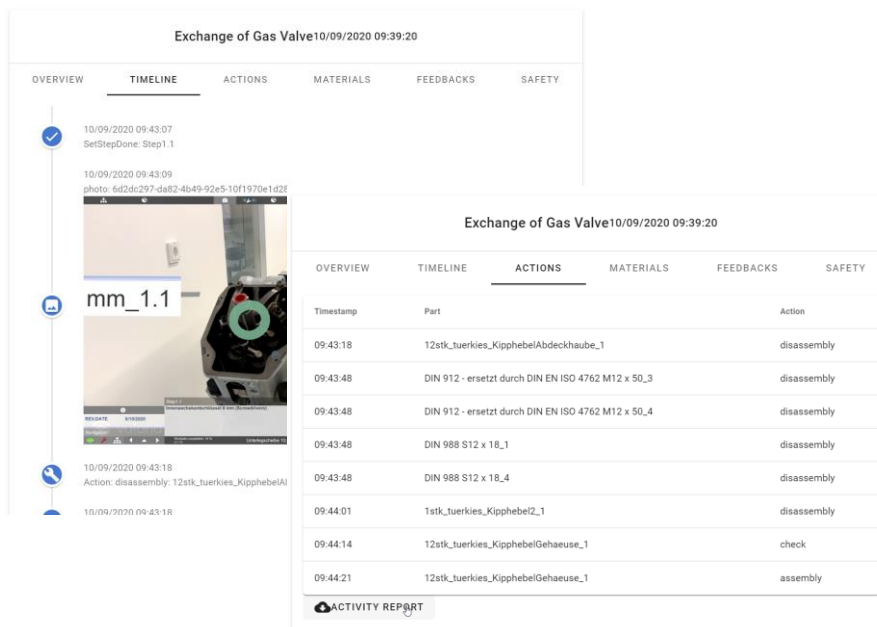 Exchange of Gas Valve10/09/2020 09:39:20
OVERVIEW TIMELINE ACTIONS MATERIALS FEEDBACKS SAFETY
10/09/2020 09:43:07
SetStepDone: Step1.1
10/09/2020 09:43:09
photo: 6d2dc297-da82-4b49-92e5-10f1970e1d28
mm_1.1
Step1.1
REV.DATE 9/10/2020
10/09/2020 09:43:18
Action: disassembly: 12stk_tuerkies_KipphebelAl
10/09/2020 09:43:18
Exchange of Gas Valve10/09/2020 09:39:20
OVERVIEW TIMELINE ACTIONS MATERIALS FEEDBACKS SAFETY
Timestamp Part Action
09:43:18 12stk_tuerkies_KipphebelAbdeckhaube_1 disassembly
09:43:48 DIN 912 - ersetzt durch DIN EN ISO 4762 M12 x 50_3 disassembly
09:43:48 DIN 912 - ersetzt durch DIN EN ISO 4762 M12 x 50_4 disassembly
09:43:48 DIN 988 S12 x 18_1 disassembly
09:43:48 DIN 988 S12 x 18_4 disassembly
09:44:01 1stk_tuerkies_Kipphebel2_1 disassembly
09:44:14 12stk_tuerkies_KipphebelGehaeuse_1 check
09:44:21 12stk_tuerkies_KipphebelGehaeuse_1 assembly
ACTIVITY REPORT